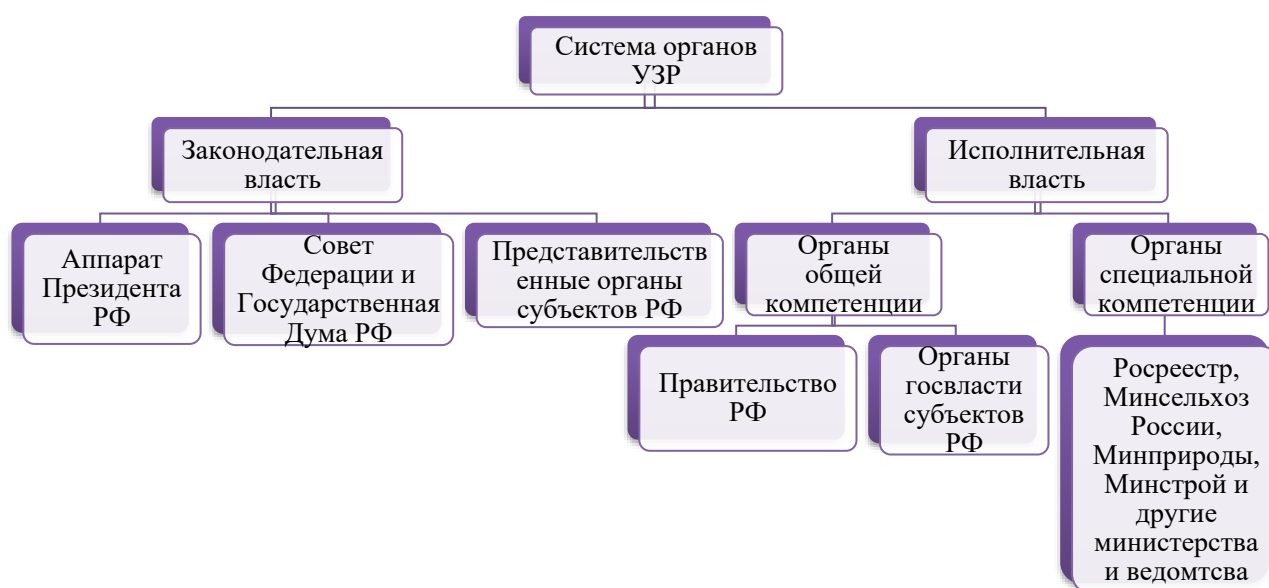 Система органов
УЗР
Законодательная
власть
Исполнительная
власть
Аппарат
Президента
РФ
Совет
Федерации и
Государственная
Дума РФ
Представительств
енные органы
субъектов РФ
Органы
общей
компетенции
Органы
специальной
компетенции
Правительство
РФ
Органы
госвласти
субъектов
РФ
Росреестр,
Минсельхоз
России,
Минприроды,
Минстрой и
другие
министерства
и ведомтсва